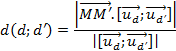 d(d; d′) = |MM′⃗ · [u_d⃗; u_d′⃗]| / |[u_d⃗; u_d′⃗]|